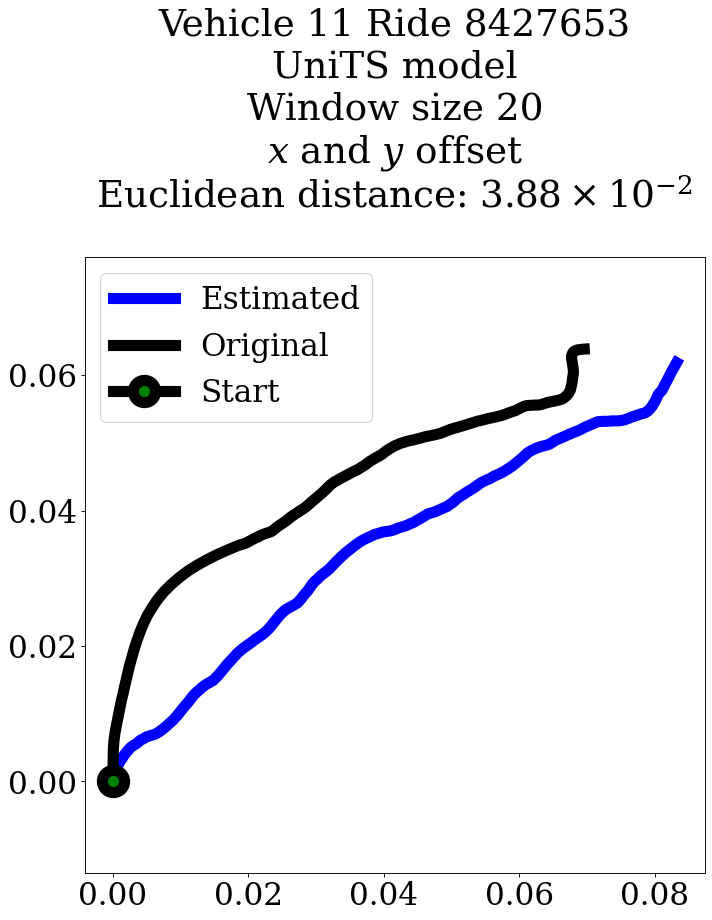 Vehicle 11 Ride 8427653
UniTS model
Window size 20
x and y offset
Euclidean distance: 3.88 × 10⁻²
Estimated
Original
Start
0.06
0.04
0.02
0.00
0.00 0.02 0.04 0.06 0.08